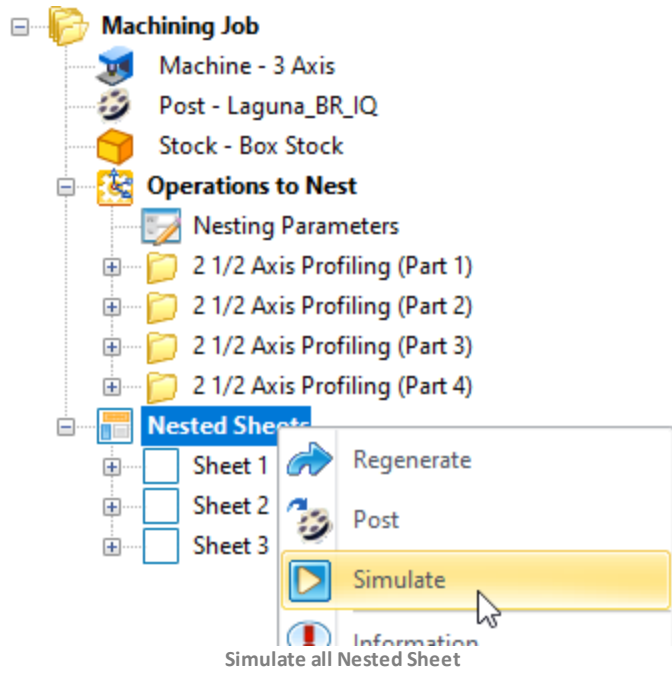 Machining Job
Machine - 3 Axis
Post - Laguna_BR_IQ
Stock - Box Stock
Operations to Nest
Nesting Parameters
2 1/2 Axis Profiling (Part 1)
2 1/2 Axis Profiling (Part 2)
2 1/2 Axis Profiling (Part 3)
2 1/2 Axis Profiling (Part 4)
Nested Sheets
Sheet 1
Regenerate
Sheet 2
Post
Sheet 3
Simulate
Information
Simulate all Nested Sheet